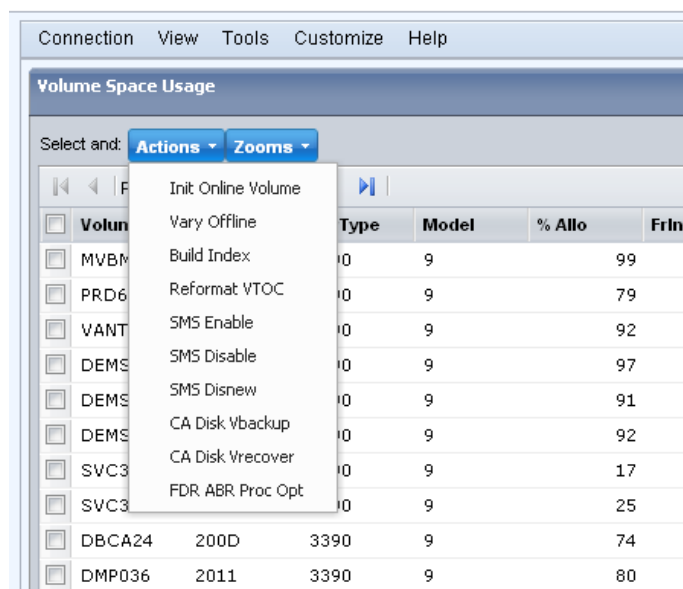 Connection View Tools Customize Help
Volume Space Usage
Select and: Actions Zooms
Init Online Volume
Vary Offline
Build Index
Reformat VTOC
SMS Enable
SMS Disable
SMS Disnew
CA Disk Vbackup
CA Disk Vrecover
FDR ABR Proc Opt
Type Model % Allo
9 99
PRD6 9 79
VANT 9 92
DEMS 9 97
DEMS 9 91
DEMS 9 92
SVC3 9 17
SVC3 9 25
DBCA24 200D 3390 9 74
DMP036 2011 3390 9 80